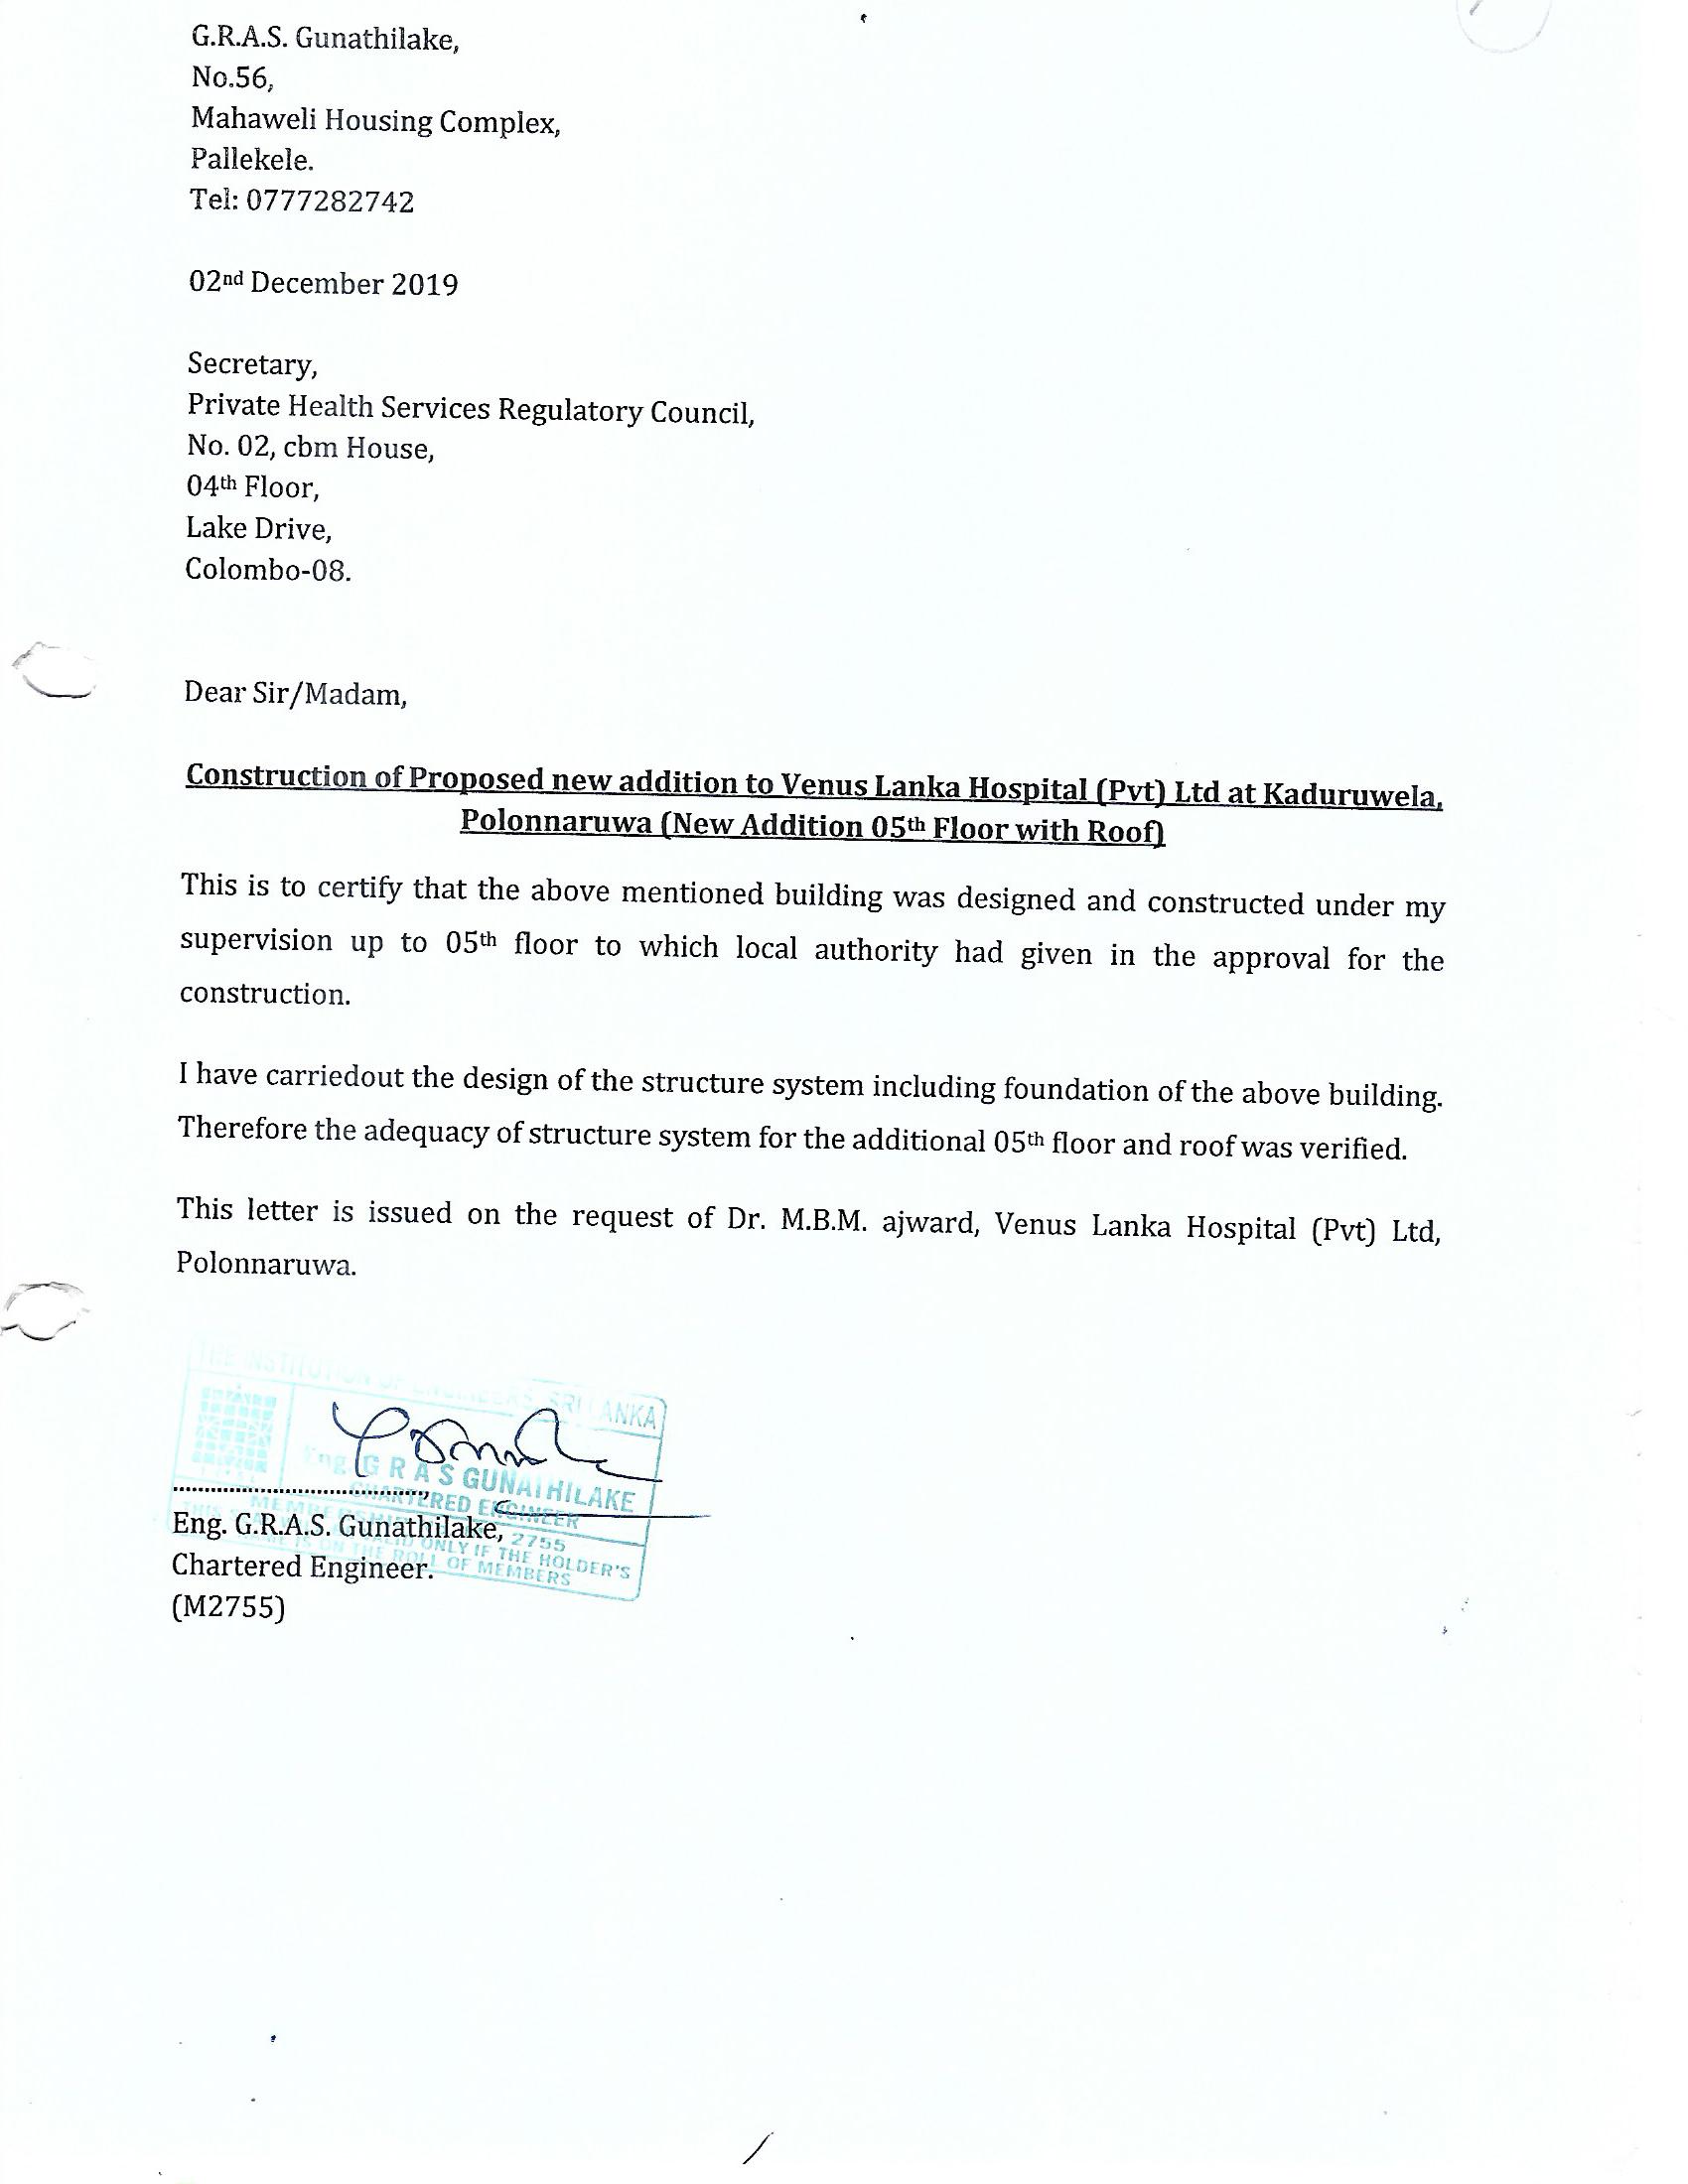 G.R.A.S. Gunathilake,
No.56,
Mahaweli Housing Complex,
Pallekele.
Tel: 0777282742
02nd December 2019
Secretary,
Private Health Services Regulatory Council,
No. 02, cbm House,
04th Floor,
Lake Drive,
Colombo-08.
Dear Sir/Madam,
Construction of Proposed new addition to Venus Lanka Hospital (Pvt) Ltd at Kaduruwela,
Polonnaruwa (New Addition 05th Floor with Roof)
This is to certify that the above mentioned building was designed and constructed under my
supervision up to 05th floor to which local authority had given in the approval for the
construction.
I have carriedout the design of the structure system including foundation of the above building.
Therefore the adequacy of structure system for the additional 05th floor and roof was verified.
This letter is issued on the request of Dr. M.B.M. ajward, Venus Lanka Hospital (Pvt) Ltd,
Polonnaruwa.
THE INSTITUTION OF ENGINEERS, SRI LANKA
Eng. G R A S GUNATHILAKE
CHARTERED ENGINEER
MEMBERSHIP 2755
THIS VALID ONLY IF THE HOLDER'S
IS ON THE ROLL OF MEMBERS
Eng. G.R.A.S. Gunathilake,
Chartered Engineer.
(M2755)